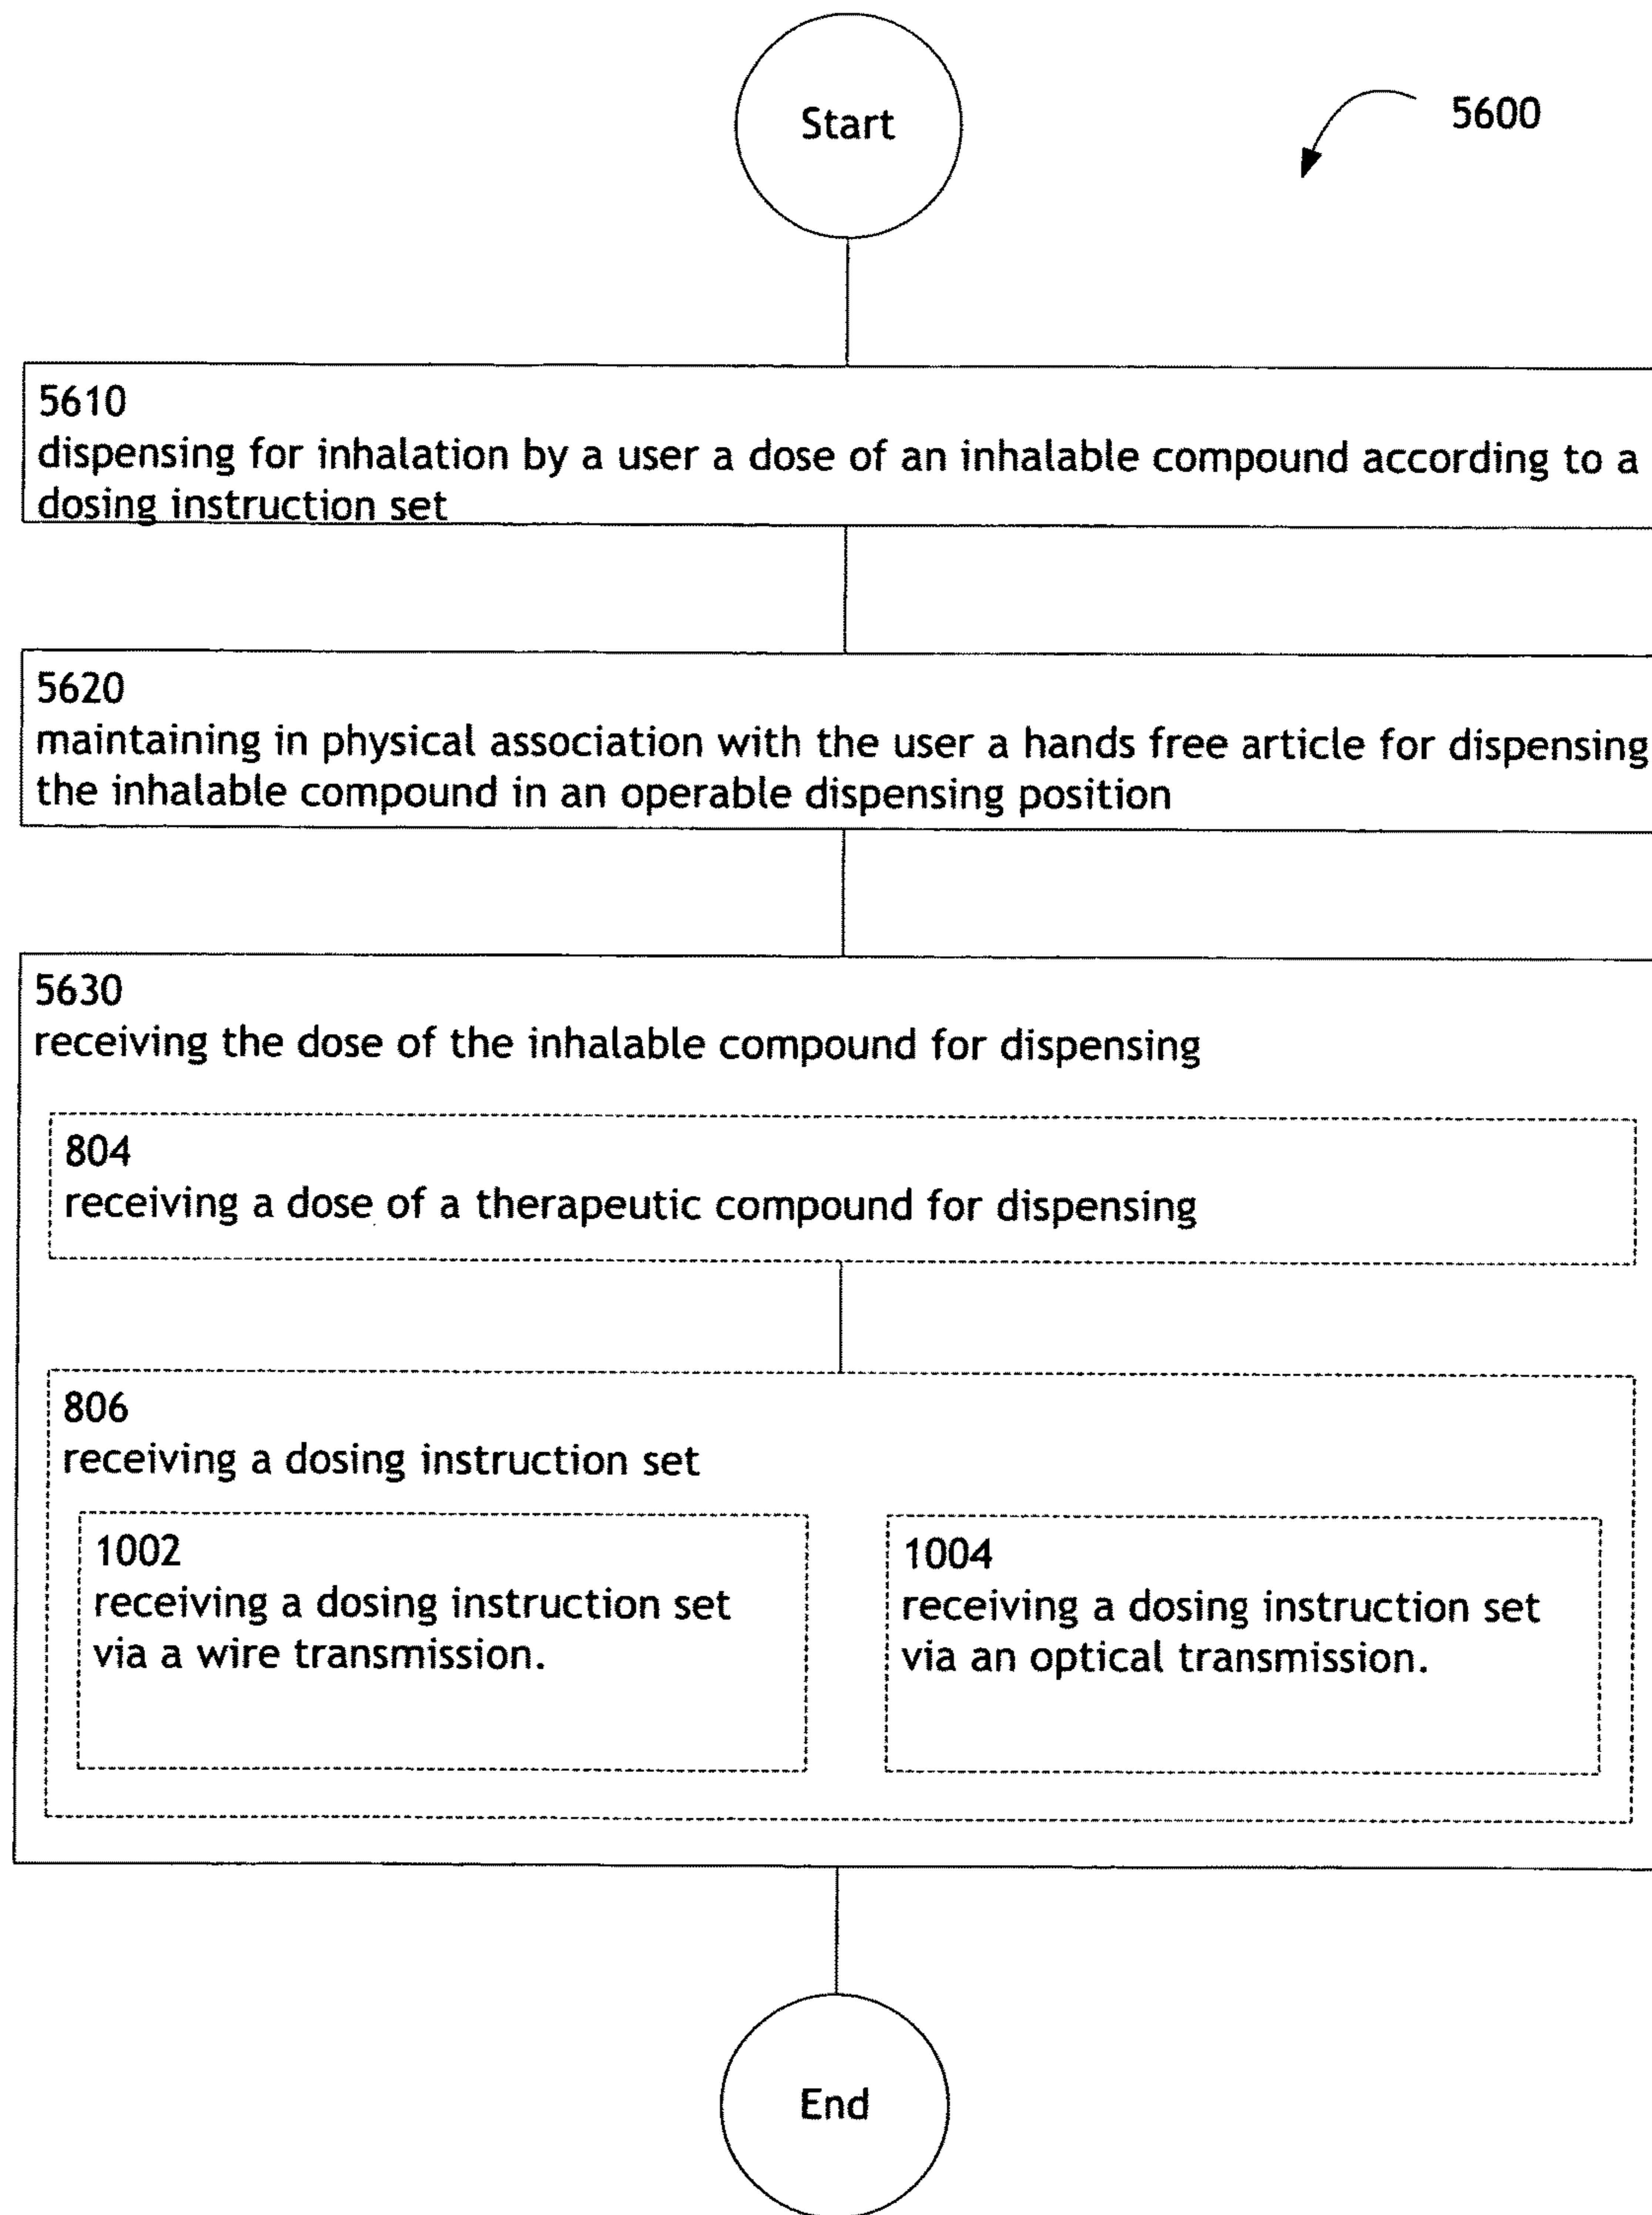 Start
5600
5610
dispensing for inhalation by a user a dose of an inhalable compound according to a
dosing instruction set
5620
maintaining in physical association with the user a hands free article for dispensing
the inhalable compound in an operable dispensing position
5630
receiving the dose of the inhalable compound for dispensing
804
receiving a dose of a therapeutic compound for dispensing
806
receiving a dosing instruction set
1002
receiving a dosing instruction set
via a wire transmission.
1004
receiving a dosing instruction set
via an optical transmission.
End